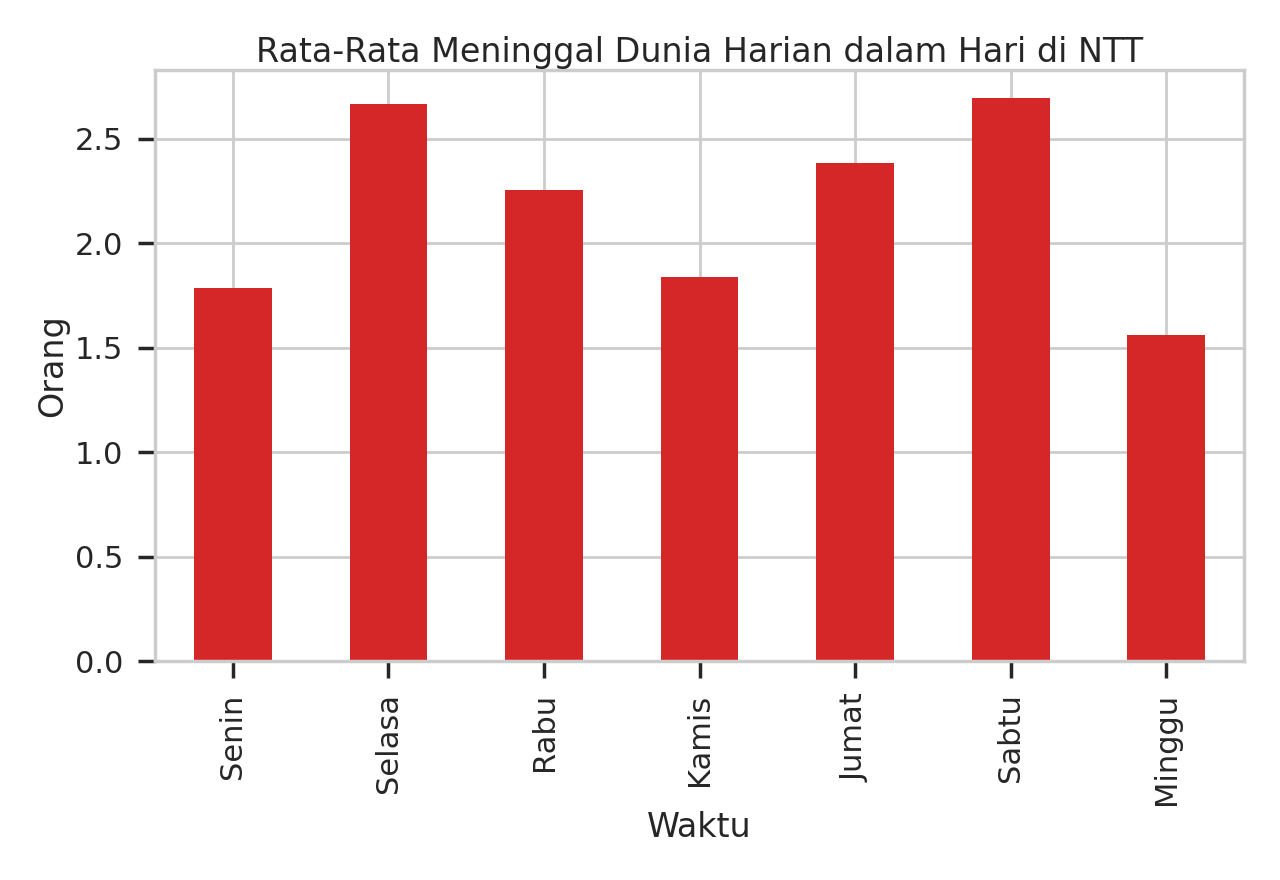 Rata-Rata Meninggal Dunia Harian dalam Hari di NTT
Orang
2.5
2.0
1.5
1.0
0.5
0.0
Senin
Selasa
Rabu
Kamis
Jumat
Sabtu
Minggu
Waktu